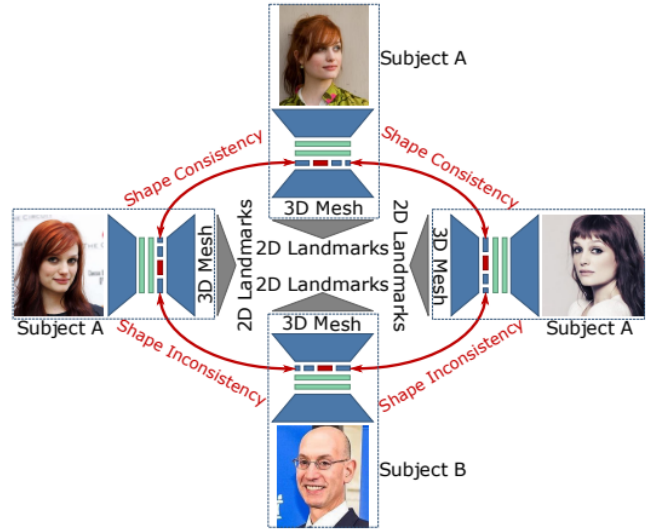 Subject A
Shape Consistency
Shape Consistency
3D Mesh
2D Landmarks
2D Landmarks
3D Mesh
2D Landmarks
2D Landmarks
3D Mesh
3D Mesh
Subject A
Subject A
Shape Inconsistency
Shape Inconsistency
Subject B